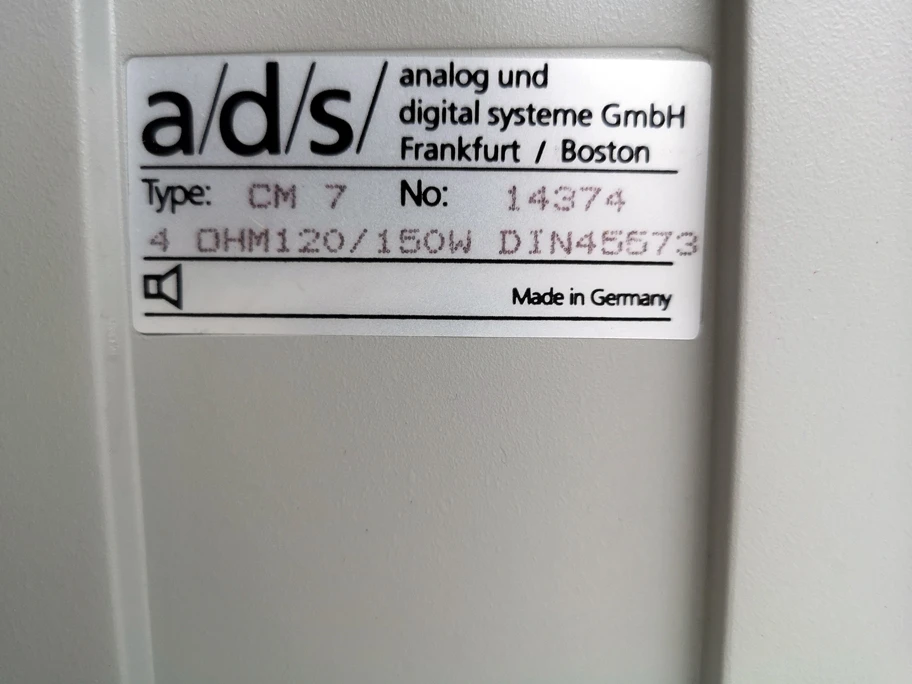 a/d/s/
analog und
digital systeme GmbH
Frankfurt / Boston
Type: CM 7 No: 14374
4 OHM120/150W DIN45573
Made in Germany